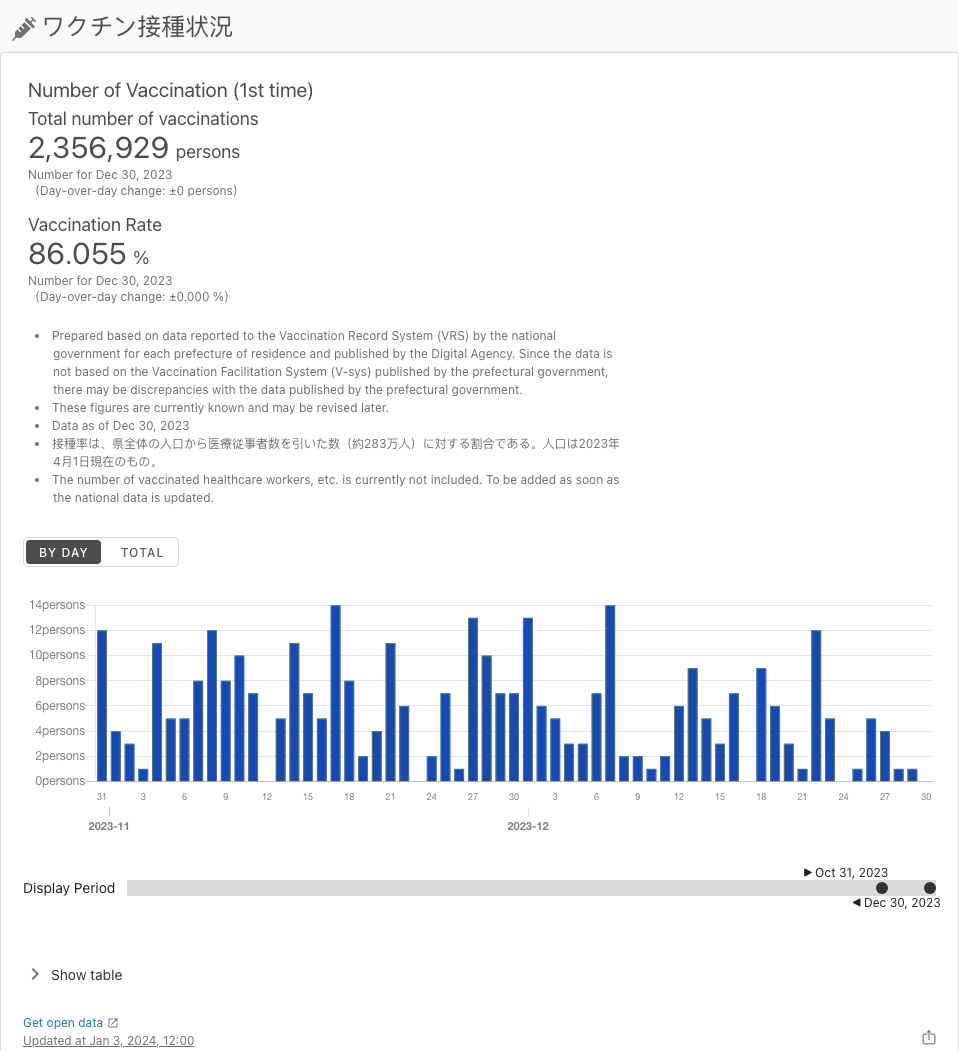 ワクチン接種状況
Number of Vaccination (1st time)
Total number of vaccinations
2,356,929 persons
Number for Dec 30, 2023
(Day-over-day change: ±0 persons)
Vaccination Rate
86.055 %
Number for Dec 30, 2023
(Day-over-day change: ±0.000 %)
• Prepared based on data reported to the Vaccination Record System (VRS) by the national
government for each prefecture of residence and published by the Digital Agency. Since the data is
not based on the Vaccination Facilitation System (V-sys) published by the prefectural government,
there may be discrepancies with the data published by the prefectural government.
• These figures are currently known and may be revised later.
• Data as of Dec 30, 2023
• 接種率は、県全体の人口から医療従事者数を引いた数（約283万人）に対する割合である。人口は2023年
4月1日現在のもの。
• The number of vaccinated healthcare workers, etc. is currently not included. To be added as soon as
the national data is updated.
BY DAY TOTAL
14persons
12persons
10persons
8persons
6persons
4persons
2persons
0persons
31 3 6 9 12 15 18 21 24 27 30 3 6 9 12 15 18 21 24 27 30
2023-11 2023-12
Oct 31, 2023
Display Period
Dec 30, 2023
Show table
Get open data
Updated at Jan 3, 2024, 12:00